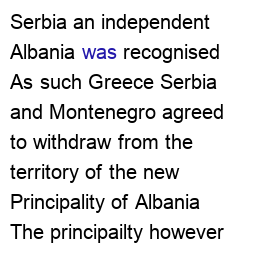 Serbia an independent
Albania was recognised
As such Greece Serbia
and Montenegro agreed
to withdraw from the
territory of the new
Principality of Albania
The principailty however